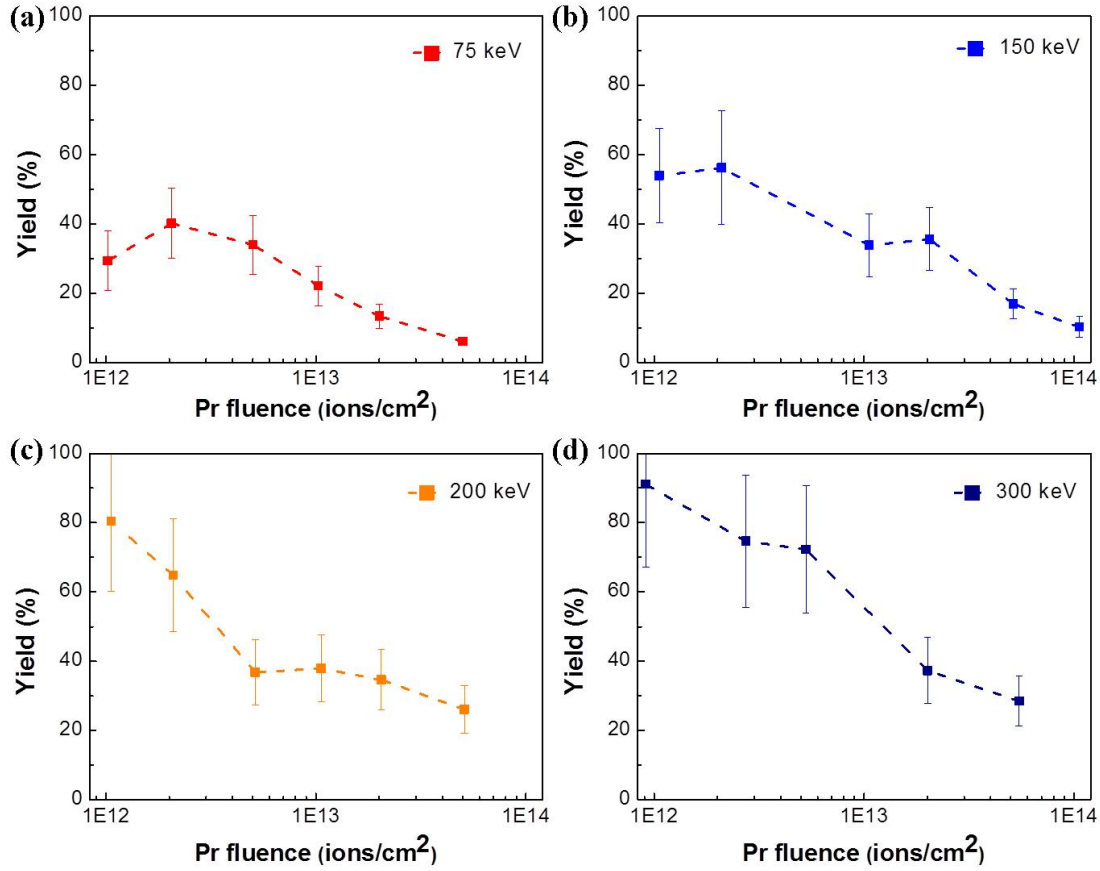 (a)
100
80
60
40
20
0
Yield (%)
75 keV
1E12
1E13
1E14
Pr fluence (ions/cm2)
(b)
100
80
60
40
20
0
Yield (%)
150 keV
1E12
1E13
1E14
Pr fluence (ions/cm2)
(c)
100
80
60
40
20
0
Yield (%)
200 keV
1E12
1E13
1E14
Pr fluence (ions/cm2)
(d)
100
80
60
40
20
0
Yield (%)
300 keV
1E12
1E13
1E14
Pr fluence (ions/cm2)